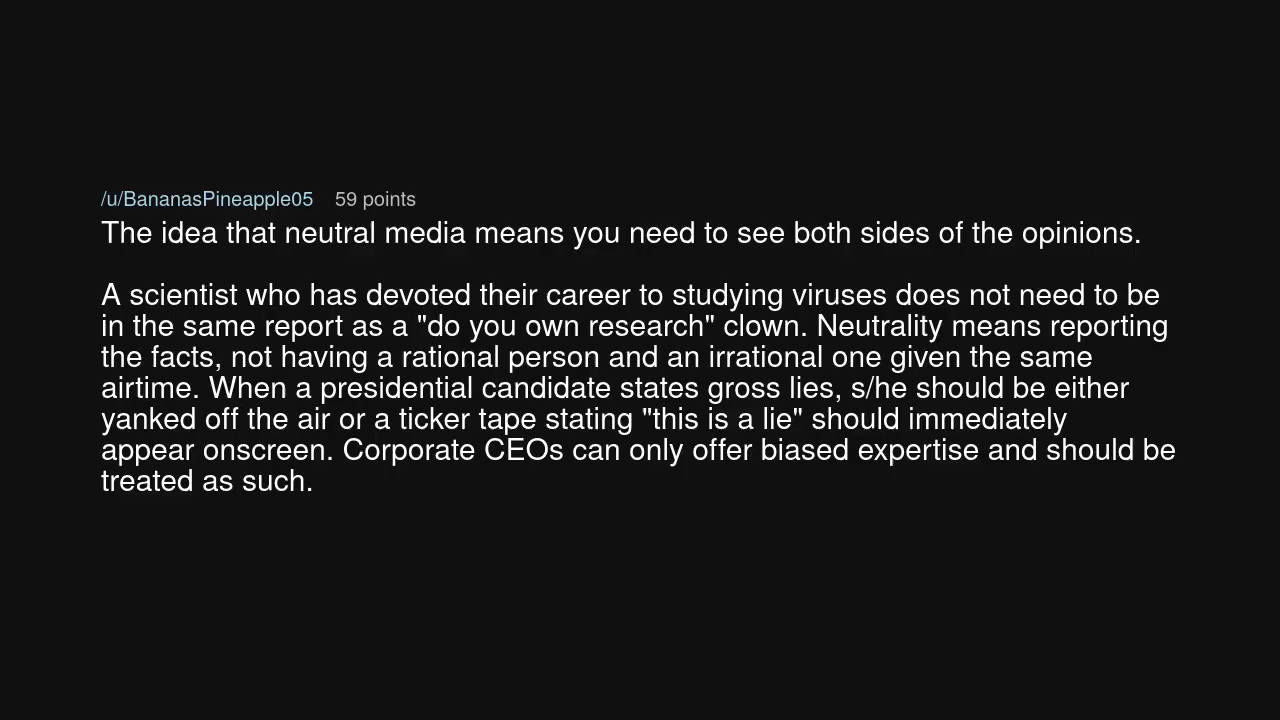 /u/BananasPineapple05 59 points
The idea that neutral media means you need to see both sides of the opinions.
A scientist who has devoted their career to studying viruses does not need to be
in the same report as a "do you own research" clown. Neutrality means reporting
the facts, not having a rational person and an irrational one given the same
airtime. When a presidential candidate states gross lies, s/he should be either
yanked off the air or a ticker tape stating "this is a lie" should immediately
appear onscreen. Corporate CEOs can only offer biased expertise and should be
treated as such.